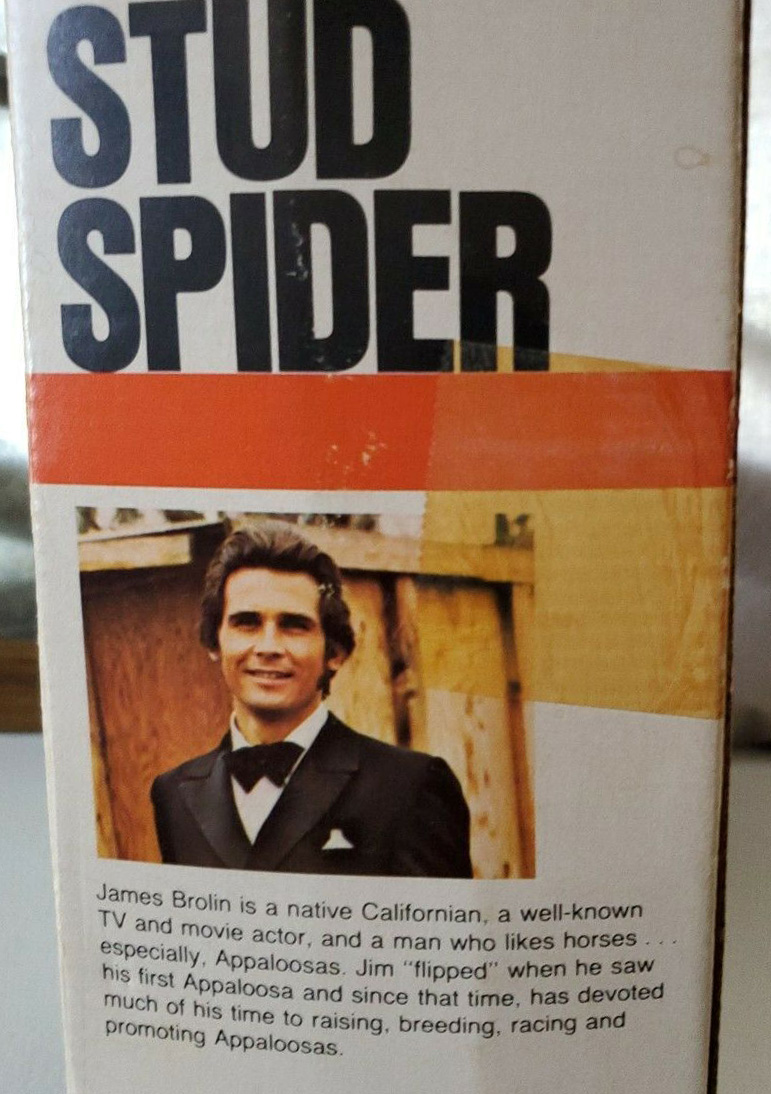 STUD
SPIDER
James Brolin is a native Californian, a well-known
TV and movie actor, and a man who likes horses . . .
especially, Appaloosas. Jim "flipped" when he saw
his first Appaloosa and since that time, has devoted
much of his time to raising, breeding, racing and
promoting Appaloosas.